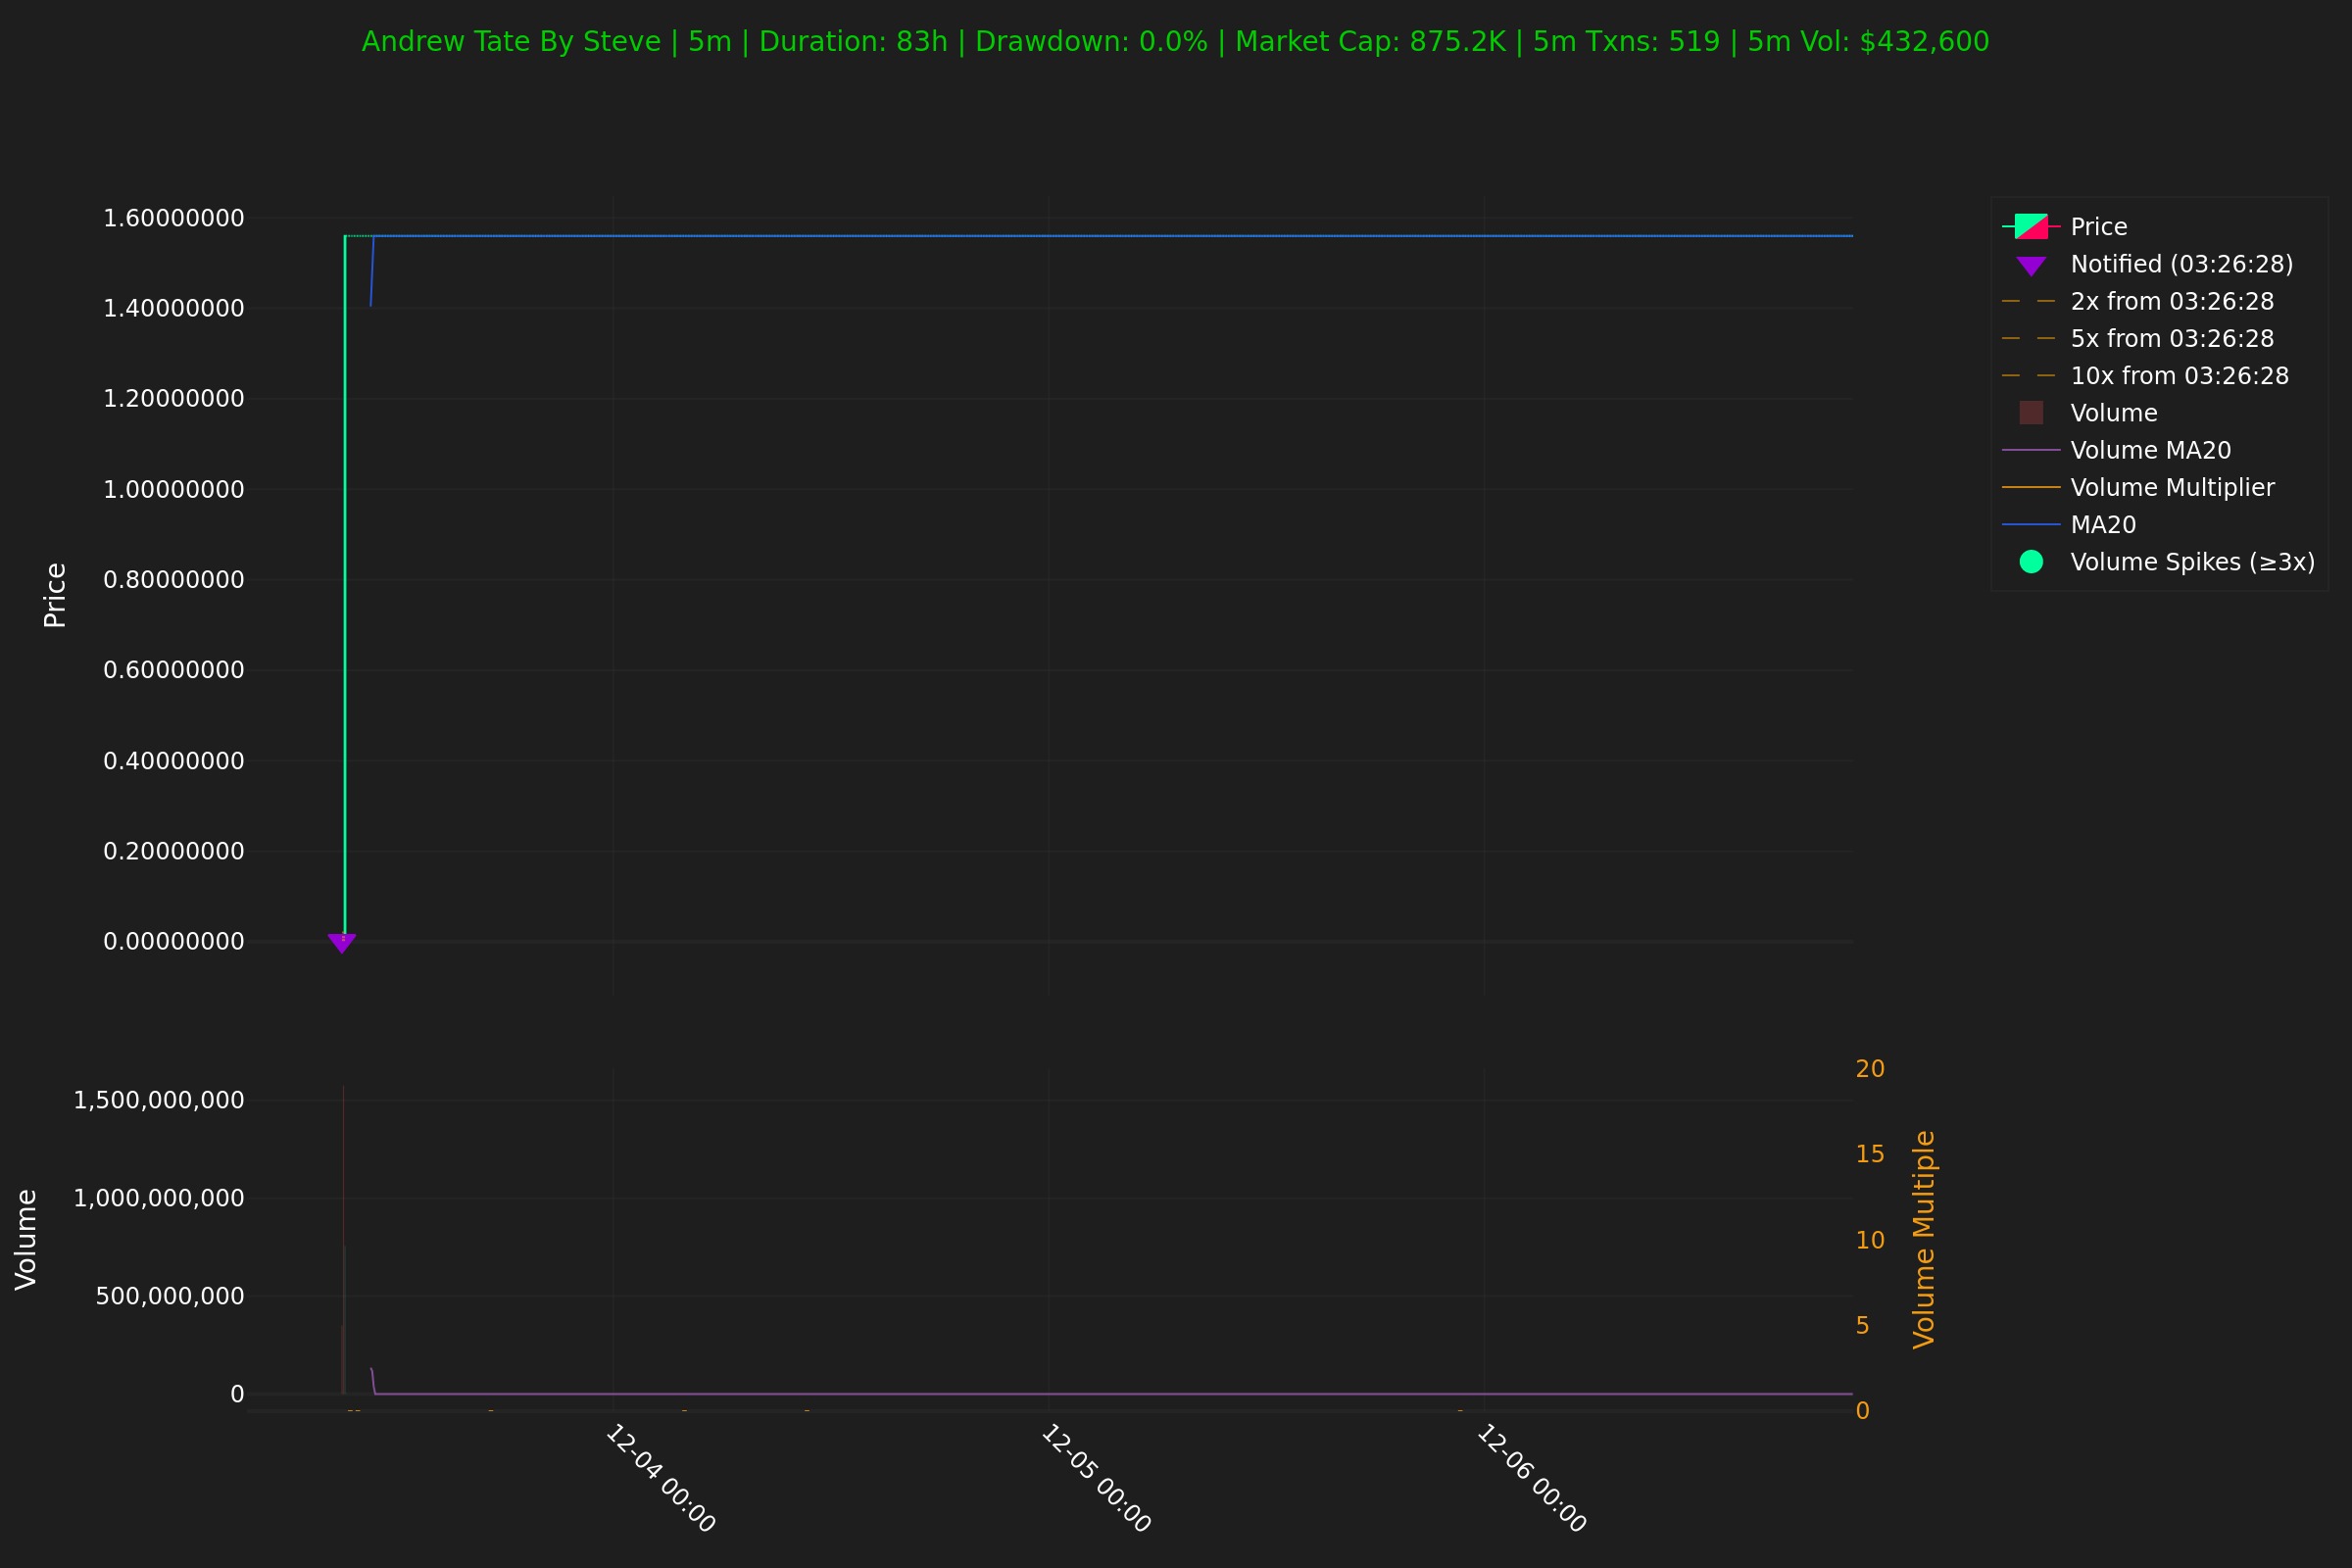 Andrew Tate By Steve | 5m | Duration: 83h | Drawdown: 0.0% | Market Cap: 875.2K | 5m Txns: 519 | 5m Vol: $432,600
Price
1.60000000
1.40000000
1.20000000
1.00000000
0.80000000
0.60000000
0.40000000
0.20000000
0.00000000
Price
Notified (03:26:28)
2x from 03:26:28
5x from 03:26:28
10x from 03:26:28
Volume
Volume MA20
Volume Multiplier
MA20
Volume Spikes (≥3x)
Volume
1,500,000,000
1,000,000,000
500,000,000
0
20
15
10
5
0
Volume Multiple
12-04 00:00
12-05 00:00
12-06 00:00